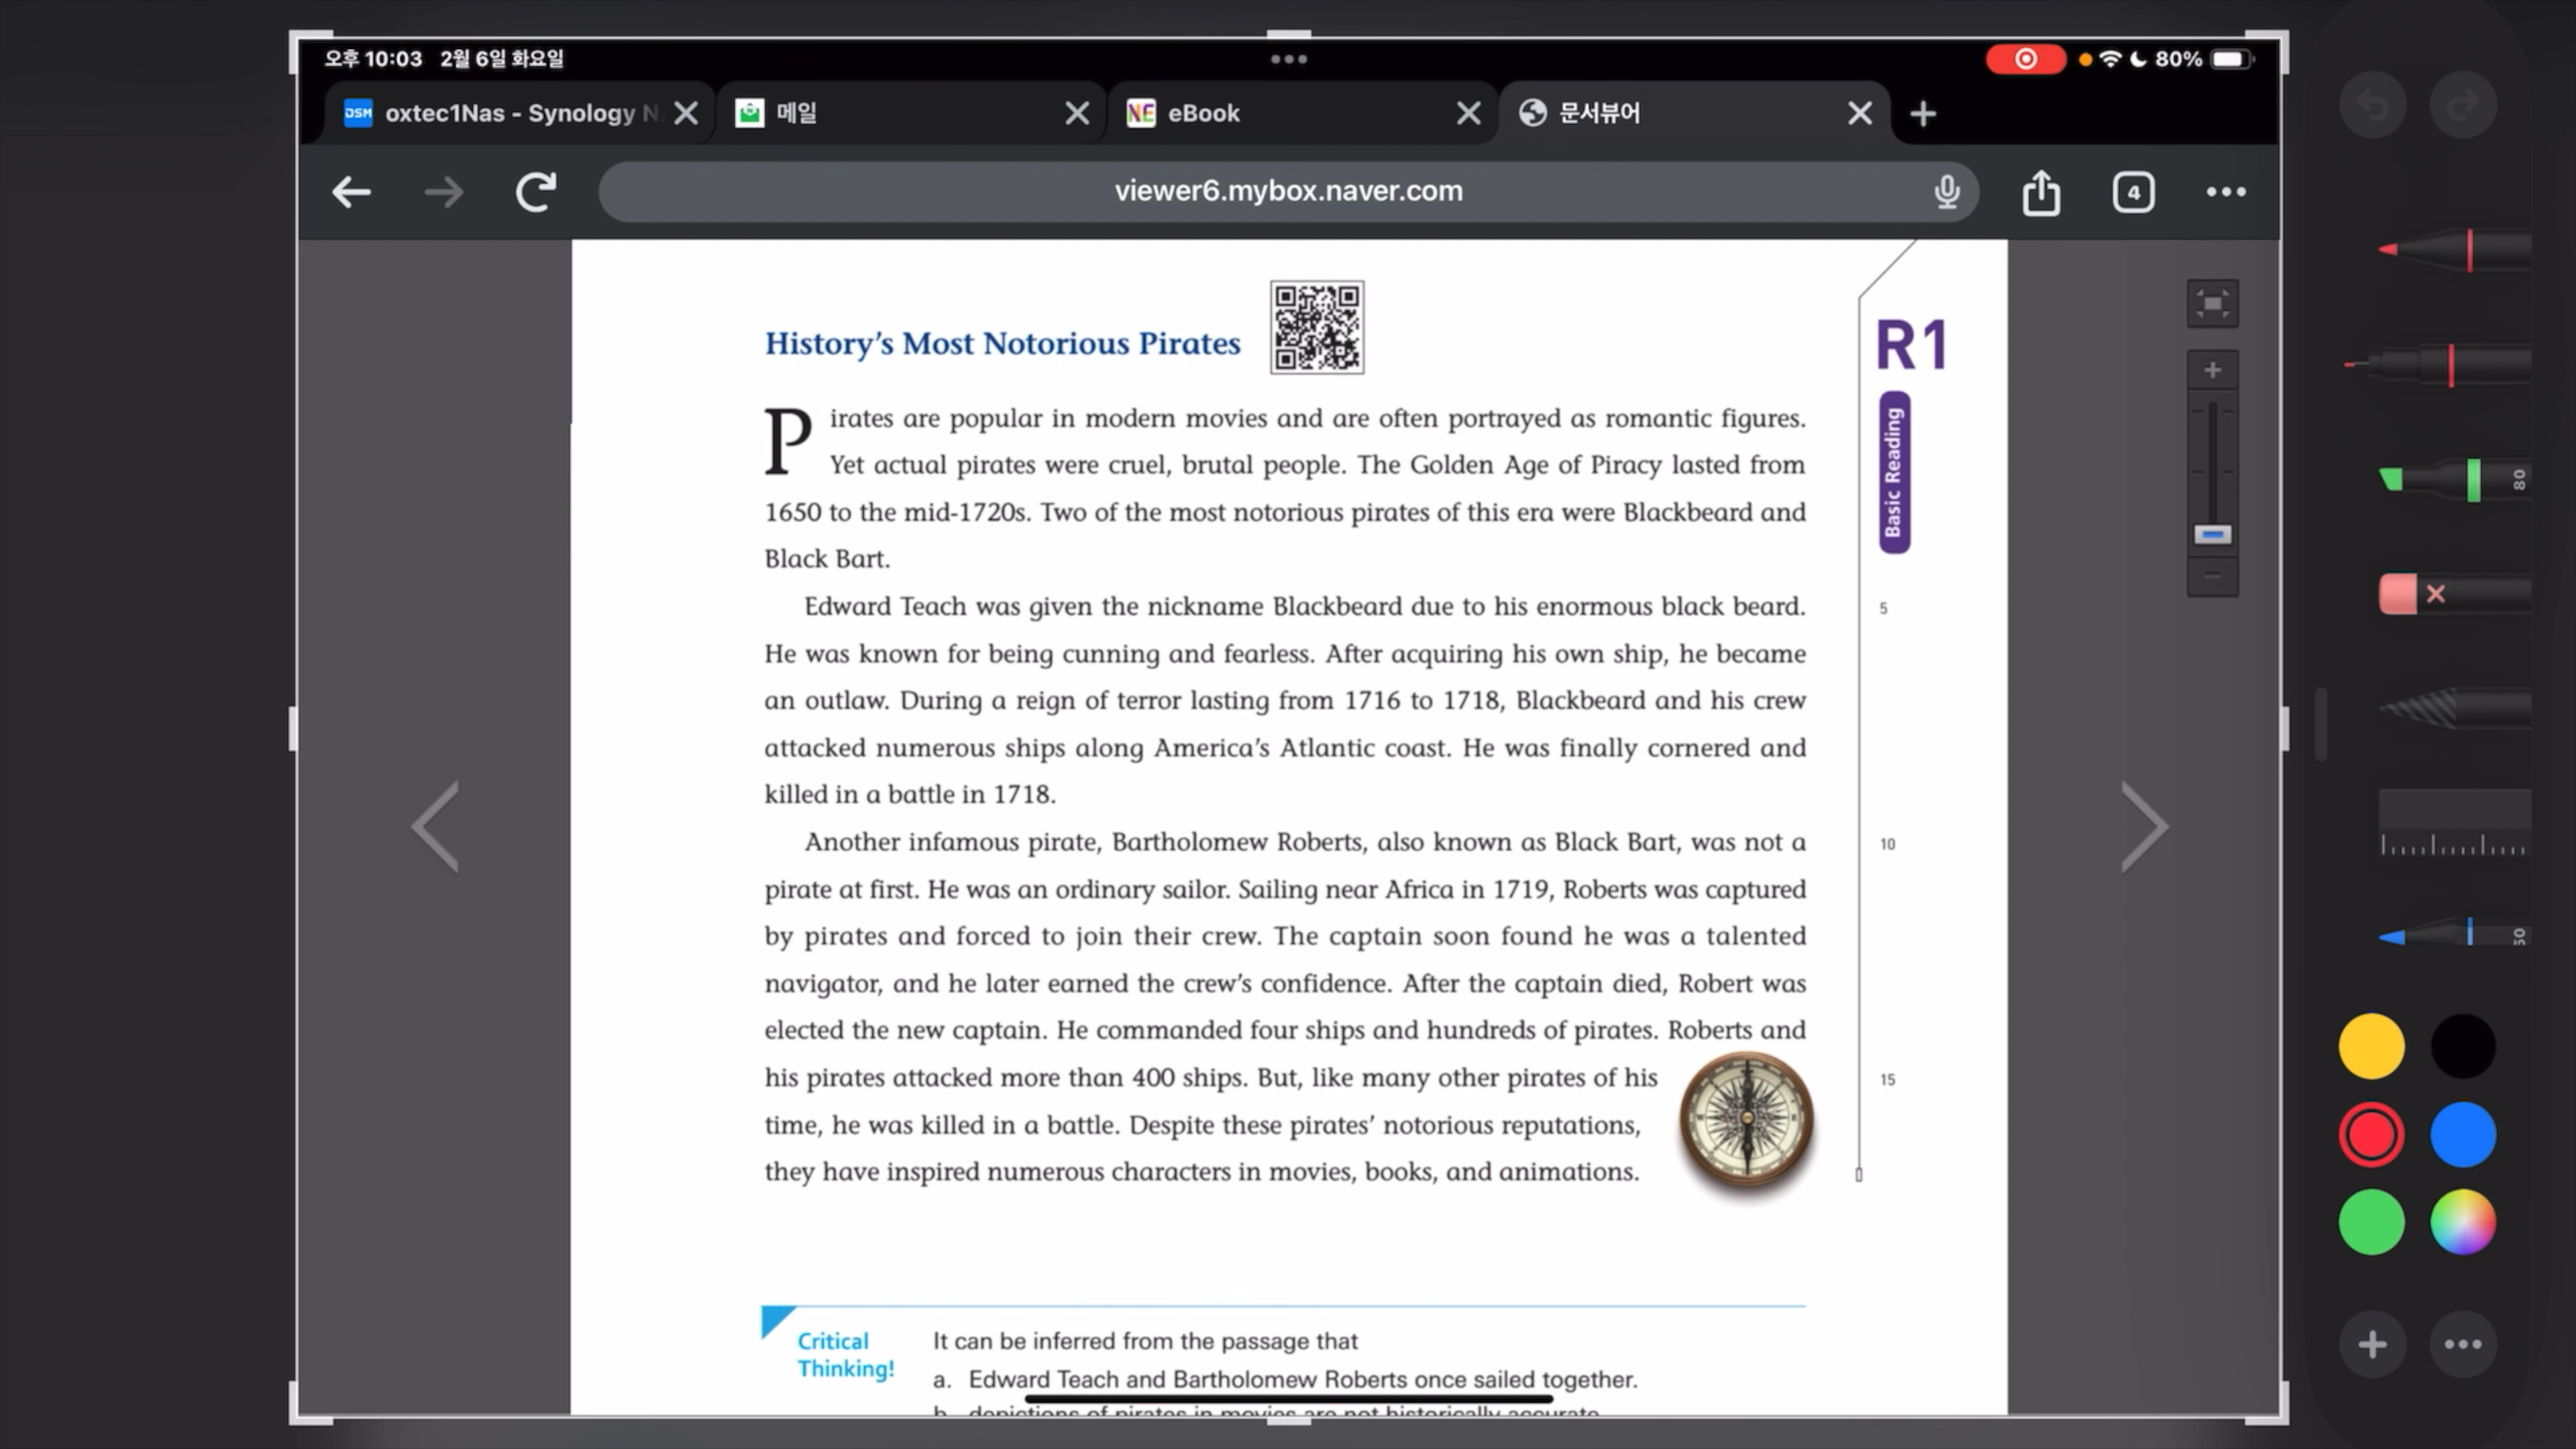 오후 10:03 2월 6일 화요일
80%
DSM oxtec1Nas - Synology N
메일
NE eBook
문서뷰어
viewer6.mybox.naver.com
4
History's Most Notorious Pirates
R1
Basic Reading
Pirates are popular in modern movies and are often portrayed as romantic figures.
Yet actual pirates were cruel, brutal people. The Golden Age of Piracy lasted from
1650 to the mid-1720s. Two of the most notorious pirates of this era were Blackbeard and
Black Bart.
Edward Teach was given the nickname Blackbeard due to his enormous black beard.
5
He was known for being cunning and fearless. After acquiring his own ship, he became
an outlaw. During a reign of terror lasting from 1716 to 1718, Blackbeard and his crew
attacked numerous ships along America's Atlantic coast. He was finally cornered and
killed in a battle in 1718.
Another infamous pirate, Bartholomew Roberts, also known as Black Bart, was not a
10
pirate at first. He was an ordinary sailor. Sailing near Africa in 1719, Roberts was captured
by pirates and forced to join their crew. The captain soon found he was a talented
navigator, and he later earned the crew's confidence. After the captain died, Robert was
elected the new captain. He commanded four ships and hundreds of pirates. Roberts and
his pirates attacked more than 400 ships. But, like many other pirates of his
15
time, he was killed in a battle. Despite these pirates' notorious reputations,
they have inspired numerous characters in movies, books, and animations.
Critical
Thinking!
It can be inferred from the passage that
a. Edward Teach and Bartholomew Roberts once sailed together.
b. depictions of pirates in movies are not historically accurate.
80
50